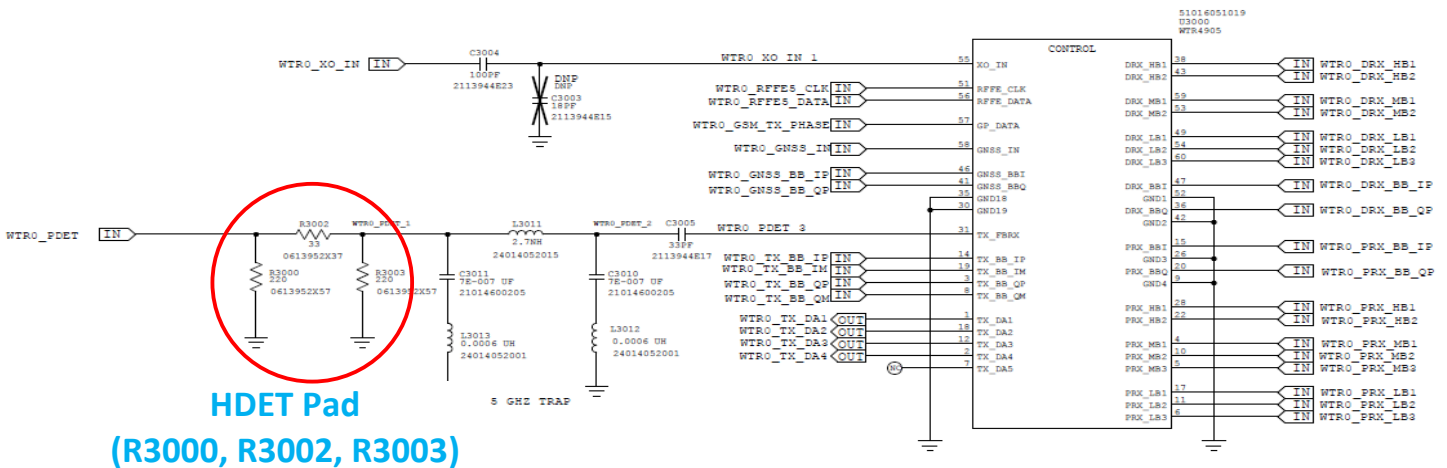 51016051019
U3000
WTR4905
CONTROL
WTR0_XO_IN IN
C3004
100PF
2113944E23
DNP
DNP
C3003
18PF
2113944E15
WTR0 XO IN 1
55 XO_IN
WTR0_RFFE5_CLK IN 51 RFFE_CLK
WTR0_RFFE5_DATA IN 56 RFFE_DATA
WTR0_GSM_TX_PHASE IN 57 GP_DATA
WTR0_GNSS_IN IN 58 GNSS_IN
WTR0_GNSS_BB_IP IN 46 GNSS_BBI
WTR0_GNSS_BB_QP IN 41 GNSS_BBQ
35 GND18
30 GND19
WTR0_PDET IN
R3002
33
0613952X37
R3000
220
0613952X57
WTR0_PDET_1
R3003
220
0613952X57
L3011
2.7NH
24014052015
C3011
7E-007 UF
21014600205
L3013
0.0006 UH
24014052001
WTR0_PDET_2
C3010
7E-007 UF
21014600205
L3012
0.0006 UH
24014052001
5 GHZ TRAP
C3005
33PF
2113944E17
WTR0 PDET 3
31 TX_FBRX
WTR0_TX_BB_IP IN 14 TX_BB_IP
WTR0_TX_BB_IM IN 19 TX_BB_IM
WTR0_TX_BB_QP IN 3 TX_BB_QP
WTR0_TX_BB_QM IN 8 TX_BB_QM
WTR0_TX_DA1 OUT 1 TX_DA1
WTR0_TX_DA2 OUT 18 TX_DA2
WTR0_TX_DA3 OUT 12 TX_DA3
WTR0_TX_DA4 OUT 2 TX_DA4
NC 7 TX_DA5
DRX_HB1 38 IN WTR0_DRX_HB1
DRX_HB2 43 IN WTR0_DRX_HB2
DRX_MB1 59 IN WTR0_DRX_MB1
DRX_MB2 53 IN WTR0_DRX_MB2
DRX_LB1 49 IN WTR0_DRX_LB1
DRX_LB2 54 IN WTR0_DRX_LB2
DRX_LB3 60 IN WTR0_DRX_LB3
DRX_BBI 47 IN WTR0_DRX_BB_IP
GND1 52
DRX_BBQ 36 IN WTR0_DRX_BB_QP
GND2 42
PRX_BBI 15 IN WTR0_PRX_BB_IP
GND3 26
PRX_BBQ 20 IN WTR0_PRX_BB_QP
GND4 9
PRX_HB1 28 IN WTR0_PRX_HB1
PRX_HB2 22 IN WTR0_PRX_HB2
PRX_MB1 4 IN WTR0_PRX_MB1
PRX_MB2 10 IN WTR0_PRX_MB2
PRX_MB3 5 IN WTR0_PRX_MB3
PRX_LB1 17 IN WTR0_PRX_LB1
PRX_LB2 11 IN WTR0_PRX_LB2
PRX_LB3 6 IN WTR0_PRX_LB3
HDET Pad
(R3000, R3002, R3003)